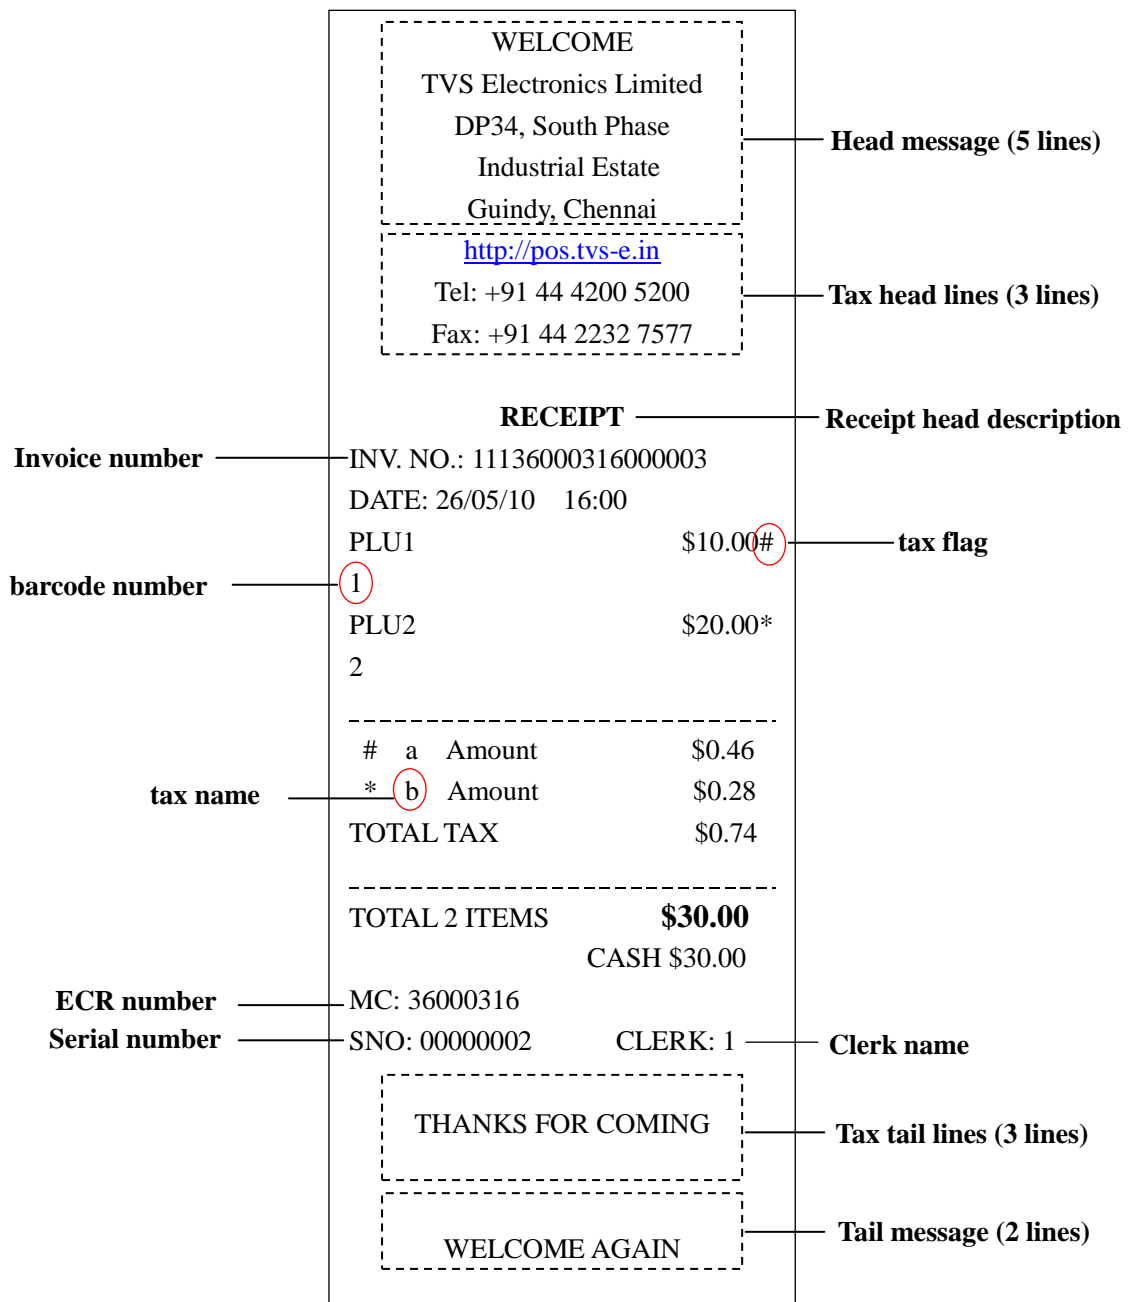 WELCOME
TVS Electronics Limited
DP34, South Phase
Industrial Estate
Guindy, Chennai
Head message (5 lines)
http://pos.tvs-e.in
Tel: +91 44 4200 5200
Fax: +91 44 2232 7577
Tax head lines (3 lines)
RECEIPT
Receipt head description
Invoice number
INV. NO.: 11136000316000003
DATE: 26/05/10 16:00
PLU1 $10.00#
tax flag
barcode number
1
PLU2 $20.00*
2
# a Amount $0.46
tax name
* b Amount $0.28
TOTAL TAX $0.74
TOTAL 2 ITEMS $30.00
CASH $30.00
ECR number
MC: 36000316
Serial number
SNO: 00000002 CLERK: 1
Clerk name
THANKS FOR COMING
Tax tail lines (3 lines)
WELCOME AGAIN
Tail message (2 lines)